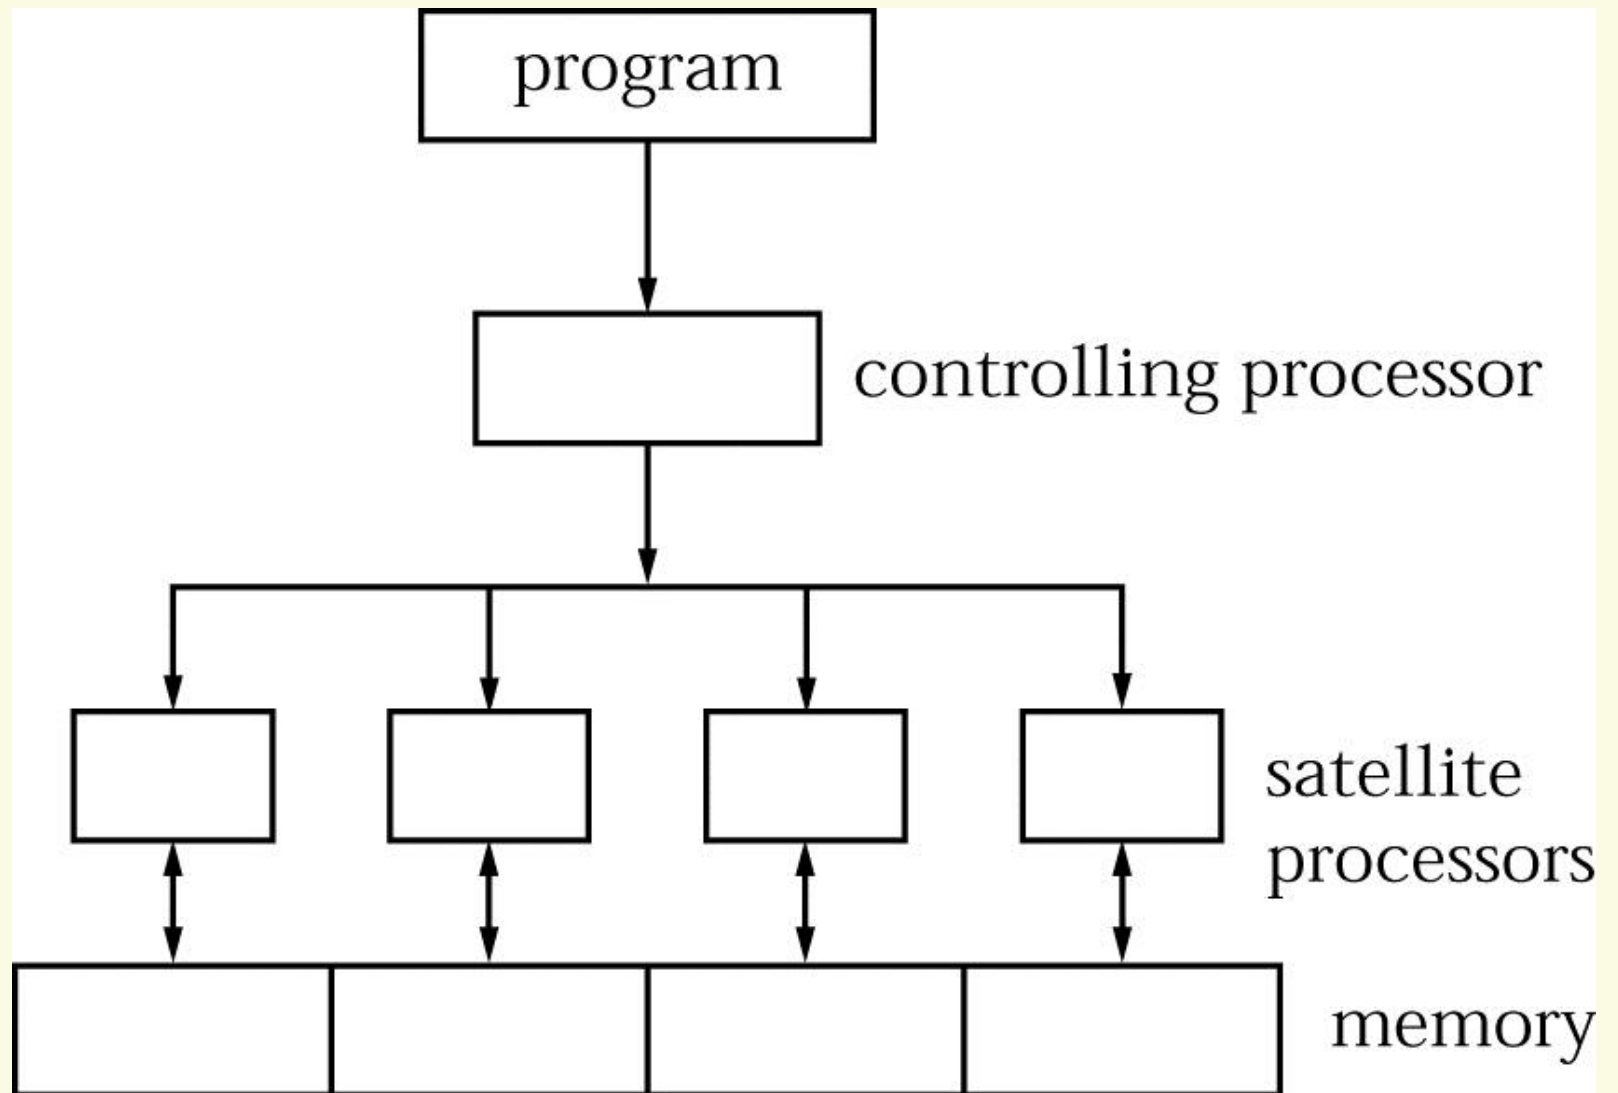 program
controlling processor
satellite
processors
memory